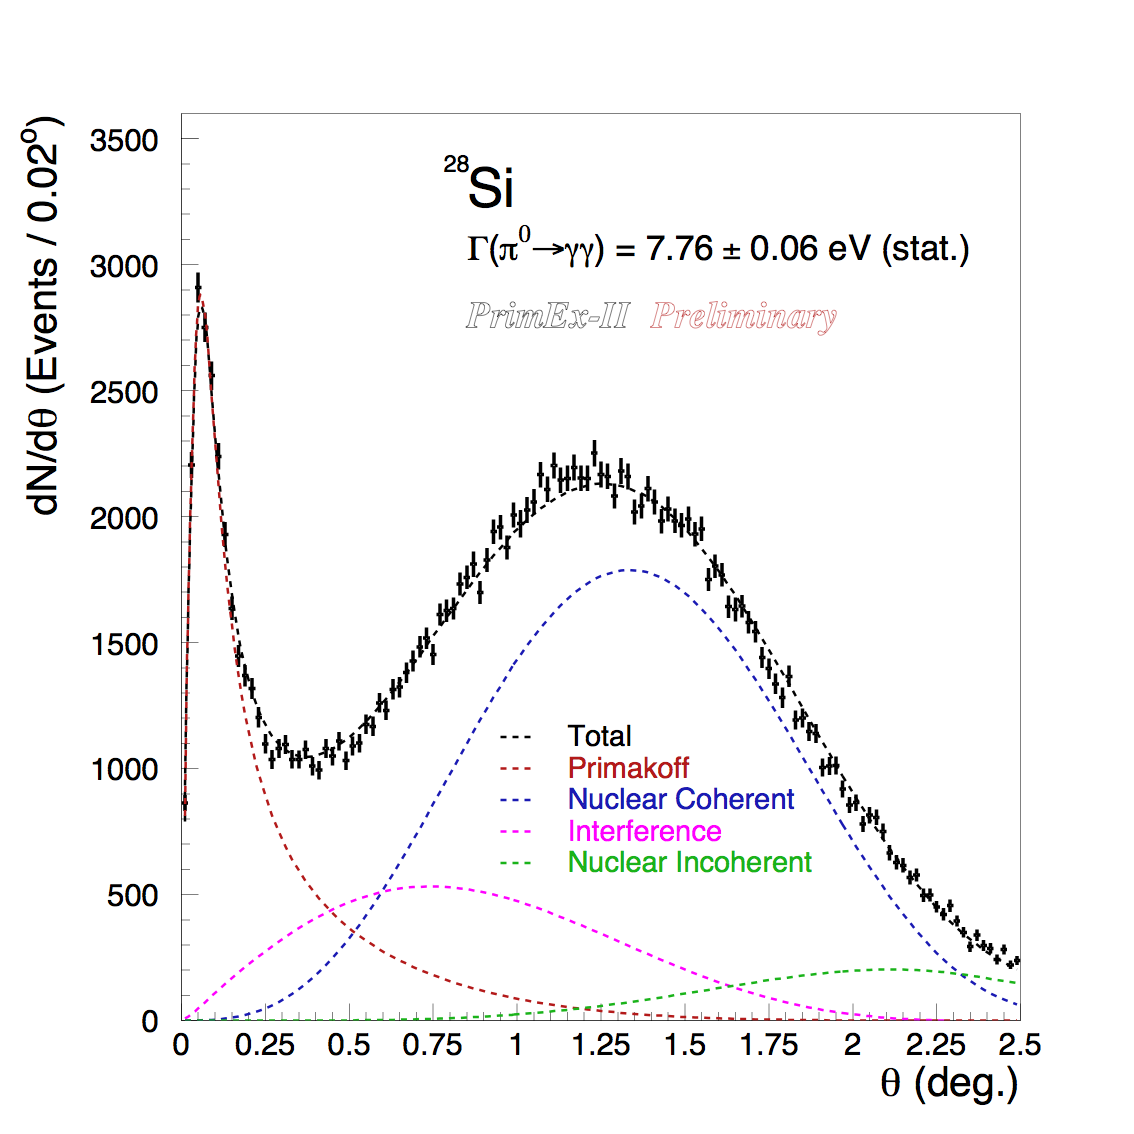 dN/dθ (Events / 0.02°)
3500
3000
2500
2000
1500
1000
500
0
²⁸Si
Γ(π⁰→γγ) = 7.76 ± 0.06 eV (stat.)
PrimEx-II Preliminary
Total
Primakoff
Nuclear Coherent
Interference
Nuclear Incoherent
0 0.25 0.5 0.75 1 1.25 1.5 1.75 2 2.25 2.5
θ (deg.)